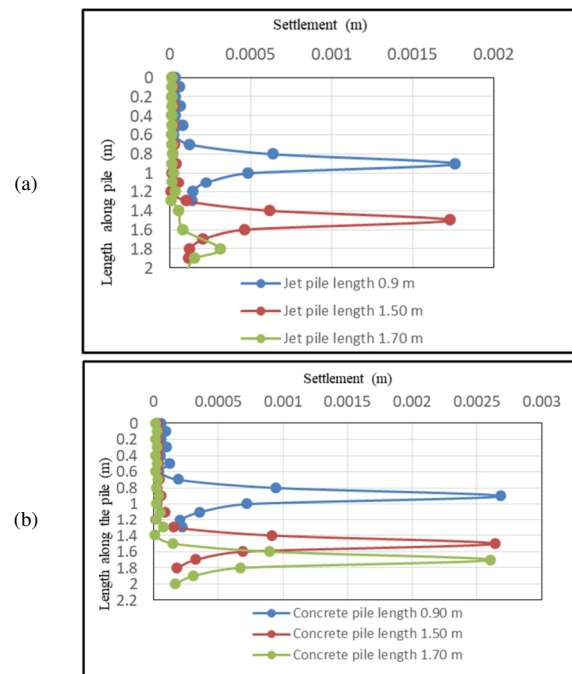 Settlement (m)
0 0.0005 0.001 0.0015 0.002
0
0.2
0.4
0.6
0.8
1
1.2
1.4
1.6
1.8
2
Length along pile (m)
(a)
Jet pile length 0.9 m
Jet pile length 1.50 m
Jet pile length 1.70 m
Settlement (m)
0 0.0005 0.001 0.0015 0.002 0.0025 0.003
0
0.2
0.4
0.6
0.8
1
1.2
1.4
1.6
1.8
2
2.2
Length along the pile (m)
(b)
Concrete pile length 0.90 m
Concrete pile length 1.50 m
Concrete pile length 1.70 m